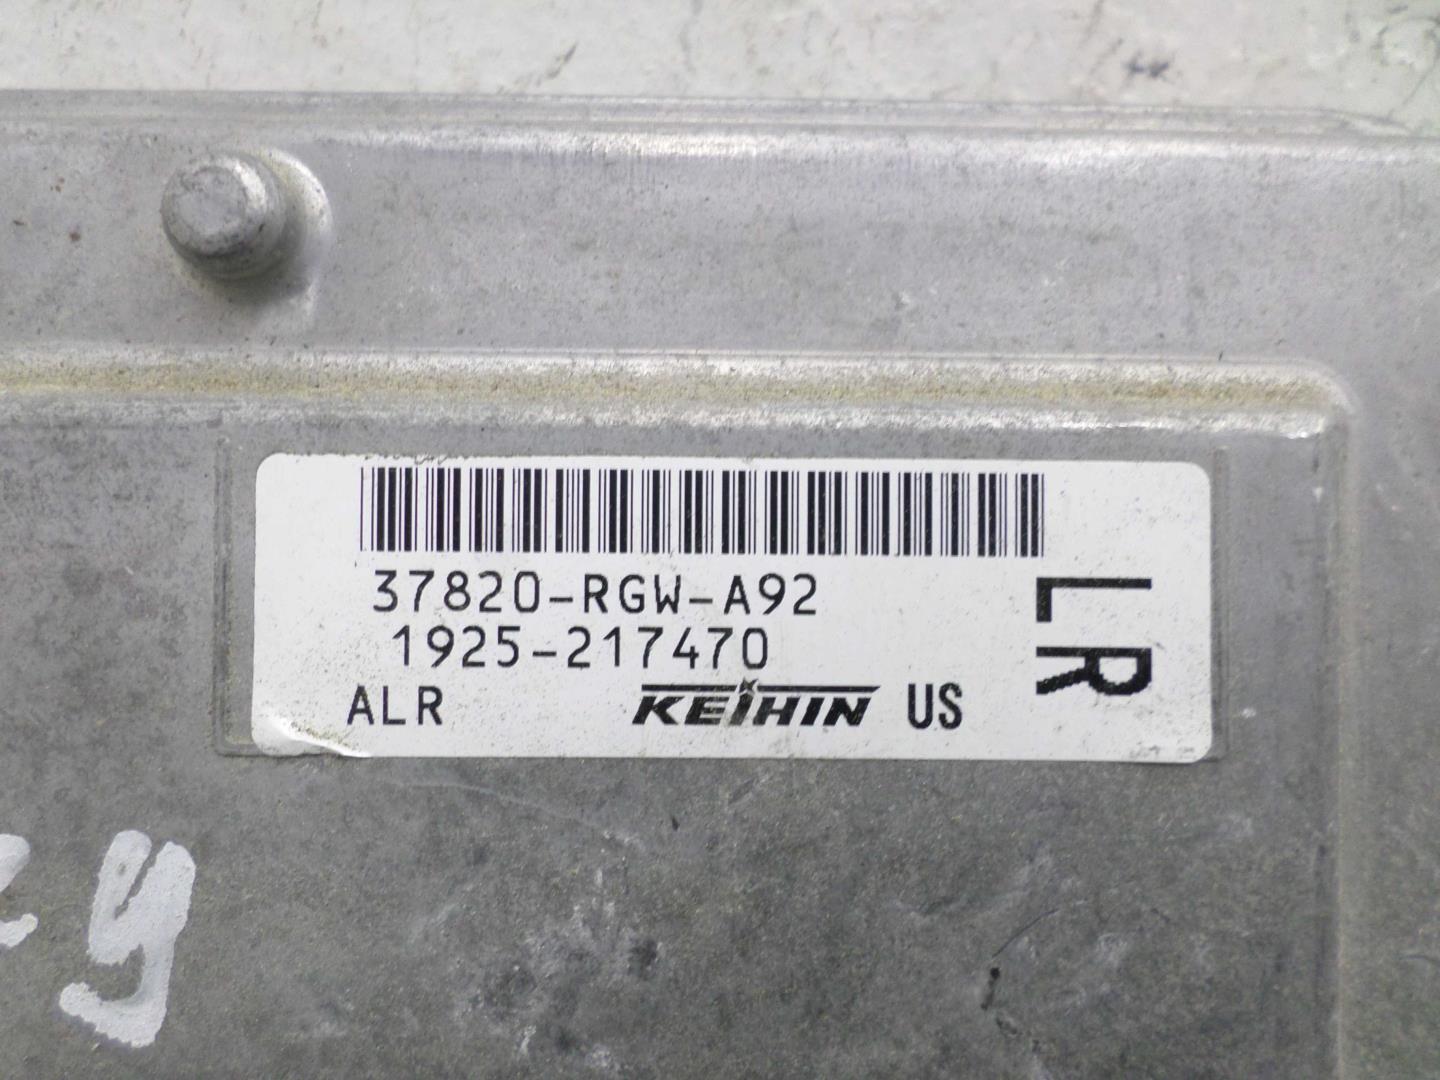 37820-RGW-A92
1925-217470
ALR KEIHIN US
LR